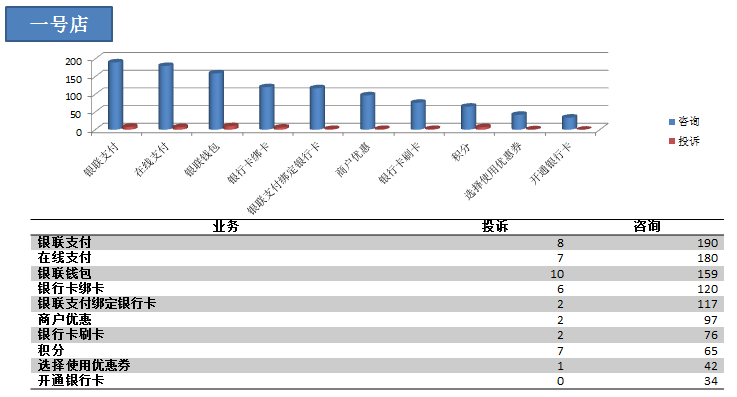 一号店
200
150
100
50
0
银联支付
在线支付
银联钱包
银行卡绑卡
银联支付绑定银行卡
商户优惠
银行卡刷卡
积分
选择使用优惠券
开通银行卡
咨询
投诉
业务 投诉 咨询
银联支付 8 190
在线支付 7 180
银联钱包 10 159
银行卡绑卡 6 120
银联支付绑定银行卡 2 117
商户优惠 2 97
银行卡刷卡 2 76
积分 7 65
选择使用优惠券 1 42
开通银行卡 0 34